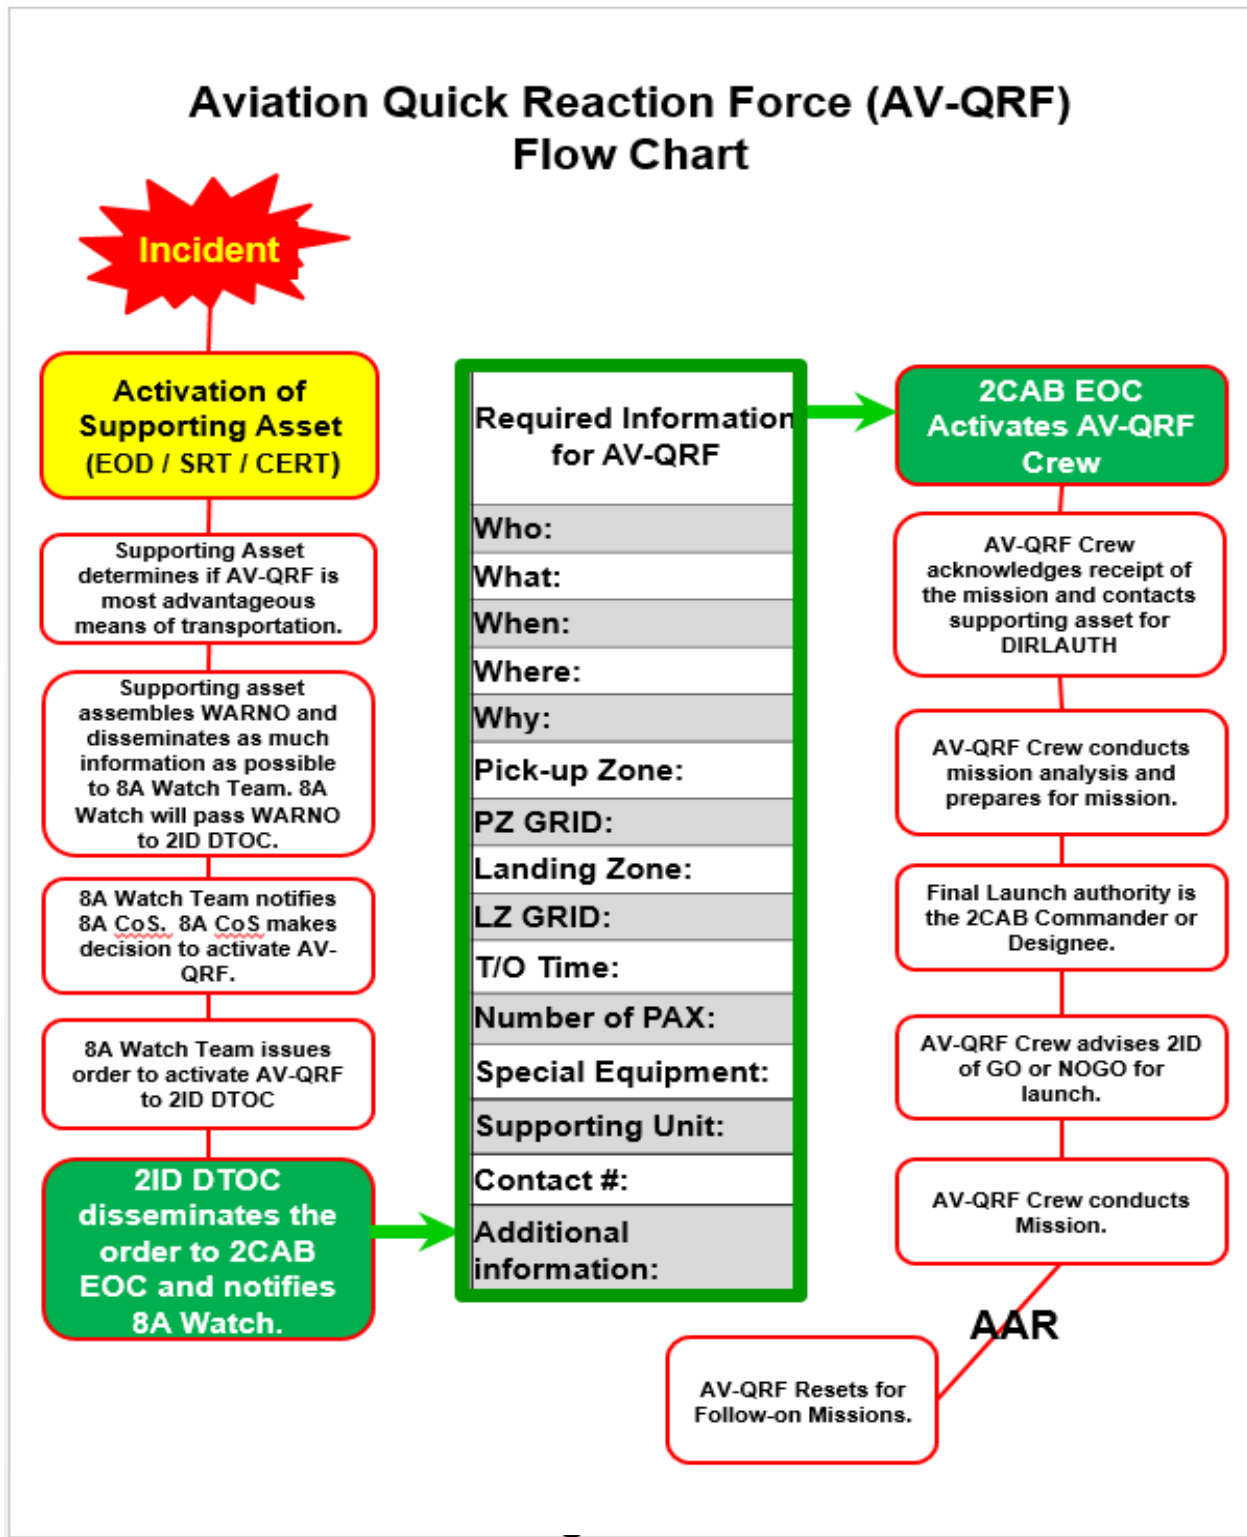 Aviation Quick Reaction Force (AV-QRF)
Flow Chart
Incident
Activation of
Supporting Asset
(EOD / SRT / CERT)
Supporting Asset
determines if AV-QRF is
most advantageous
means of transportation.
Supporting asset
assembles WARNO and
disseminates as much
information as possible
to 8A Watch Team. 8A
Watch will pass WARNO
to 2ID DTOC.
8A Watch Team notifies
8A CoS. 8A CoS makes
decision to activate AV-
QRF.
8A Watch Team issues
order to activate AV-QRF
to 2ID DTOC
2ID DTOC
disseminates the
order to 2CAB
EOC and notifies
8A Watch.
Required Information
for AV-QRF
Who:
What:
When:
Where:
Why:
Pick-up Zone:
PZ GRID:
Landing Zone:
LZ GRID:
T/O Time:
Number of PAX:
Special Equipment:
Supporting Unit:
Contact #:
Additional
information:
2CAB EOC
Activates AV-QRF
Crew
AV-QRF Crew
acknowledges receipt of
the mission and contacts
supporting asset for
DIRLAUTH
AV-QRF Crew conducts
mission analysis and
prepares for mission.
Final Launch authority is
the 2CAB Commander or
Designee.
AV-QRF Crew advises 2ID
of GO or NOGO for
launch.
AV-QRF Crew conducts
Mission.
AAR
AV-QRF Resets for
Follow-on Missions.